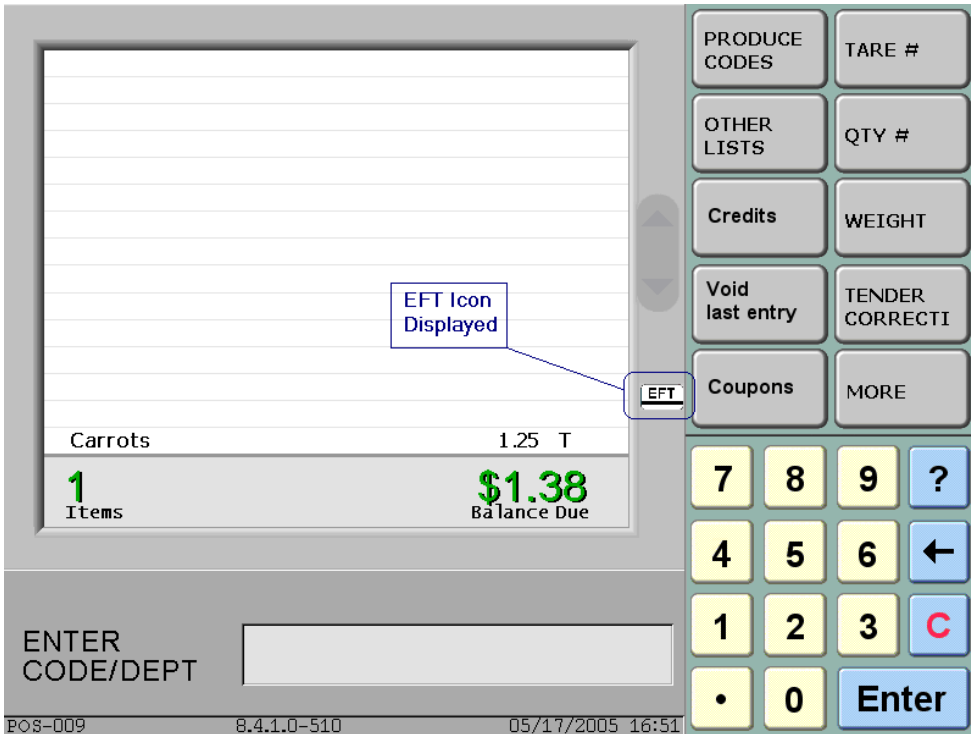 EFT Icon
Displayed
EFT
Carrots 1.25 T
1 $1.38
Items Balance Due
ENTER
CODE/DEPT
POS-009 8.4.1.0-510 05/17/2005 16:51
PRODUCE
CODES
TARE #
OTHER
LISTS
QTY #
Credits
WEIGHT
Void
last entry
TENDER
CORRECTI
Coupons
MORE
7 8 9 ?
4 5 6 ←
1 2 3 C
. 0 Enter